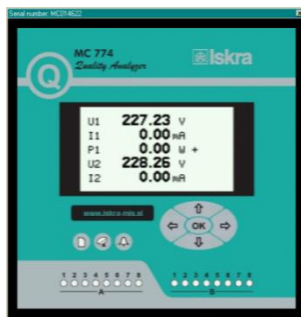 Serial number: MC014622
MC 774
Quality Analyzer
Iskra
Q
U1 227.23 V
I1 0.00 mA
P1 0.00 W +
U2 228.26 V
I2 0.00 mA
www.iskra-mis.si
OK
1 2 3 4 5 6 7 8
A
1 2 3 4 5 6 7 8
B